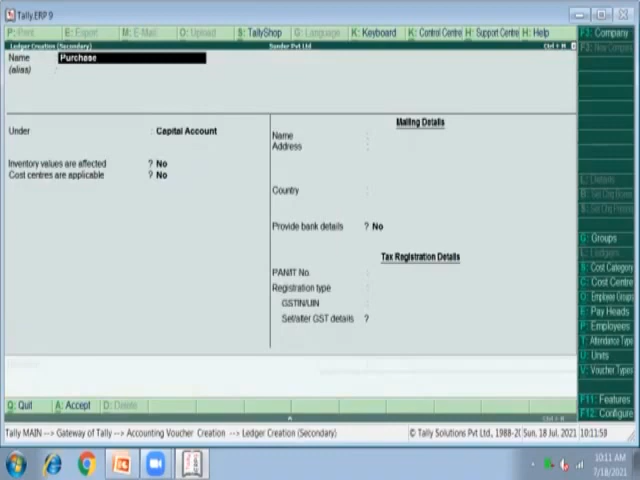 Tally.ERP 9
P: Print E: Export M: E-Mail O: Upload S: TallyShop G: Language K: Keyboard K: Control Centre H: Support Centre H: Help F3: Company
Ledger Creation (Secondary) Sunder Pvt Ltd Ctrl + M
Name : Purchase
(alias) :
Under : Capital Account
Inventory values are affected ? No
Cost centres are applicable ? No
Mailing Details
Name :
Address :
Country :
Provide bank details ? No
Tax Registration Details
PAN/IT No. :
Registration type :
GSTIN/UIN :
Set/alter GST details ?
G: Groups
L: Ledgers
S: Cost Category
C: Cost Centre
O: Employee Groups
E: Pay Heads
P: Employees
T: Attendance Type
U: Units
V: Voucher Types
F11: Features
F12: Configure
Q: Quit A: Accept D: Delete
Tally MAIN --> Gateway of Tally --> Accounting Voucher Creation --> Ledger Creation (Secondary) © Tally Solutions Pvt Ltd., 1988-20 Sun, 18 Jul, 2021 10:11:53
10:11 AM
7/18/2021